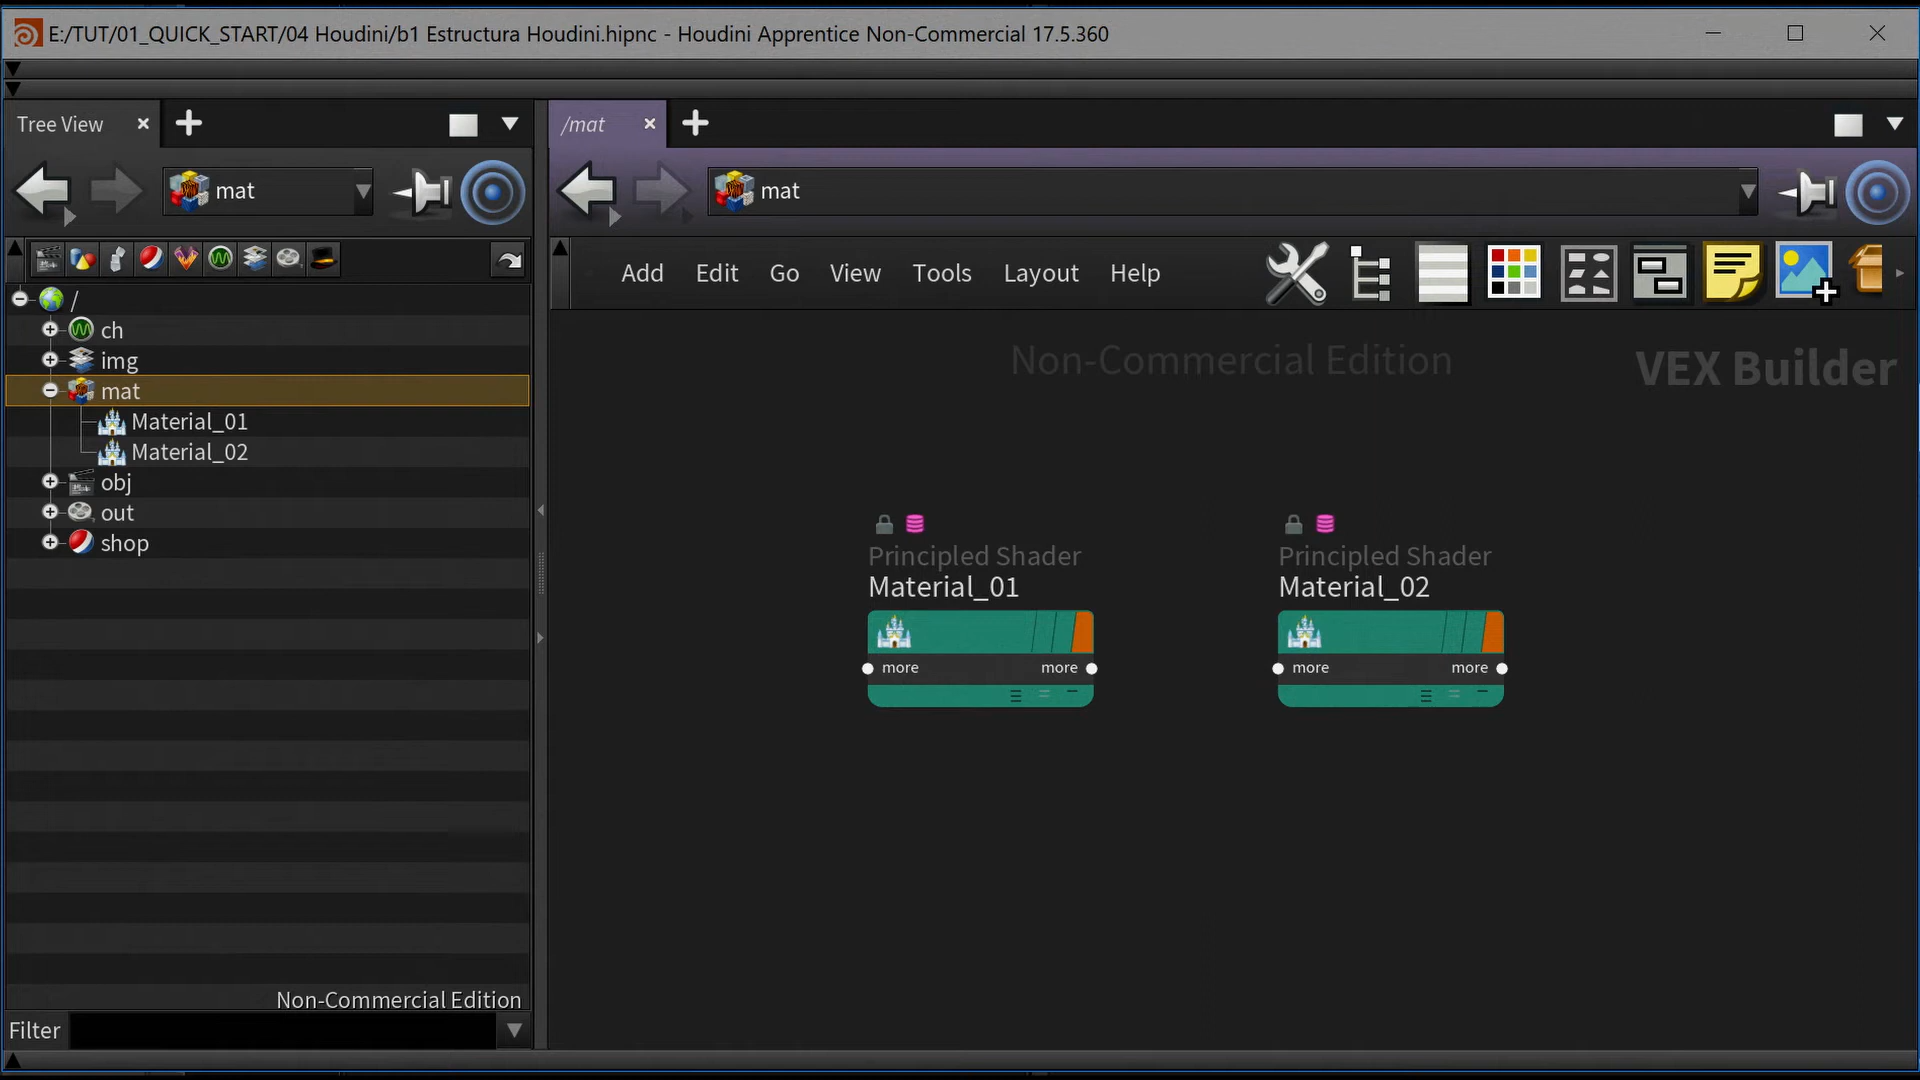 E:/TUT/01_QUICK_START/04 Houdini/b1 Estructura Houdini.hipnc - Houdini Apprentice Non-Commercial 17.5.360
Tree View
/mat
mat
mat
Add Edit Go View Tools Layout Help
/
ch
img
mat
Material_01
Material_02
obj
out
shop
Non-Commercial Edition
Filter
Non-Commercial Edition
VEX Builder
Principled Shader
Material_01
more more
Principled Shader
Material_02
more more